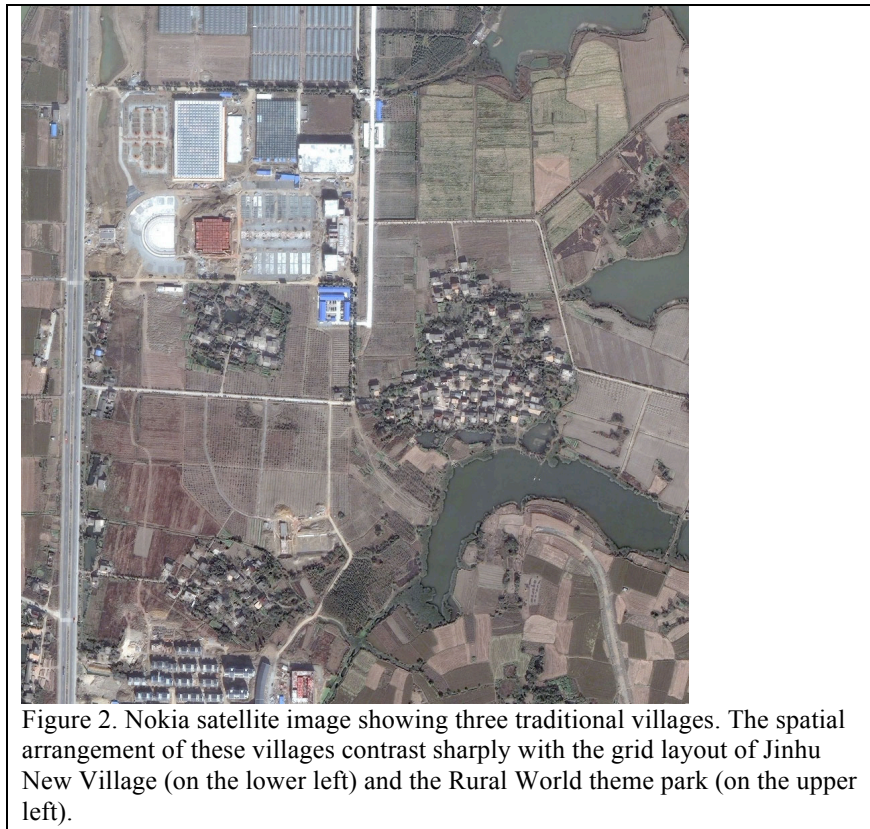 Figure 2. Nokia satellite image showing three traditional villages. The spatial
arrangement of these villages contrast sharply with the grid layout of Jinhu
New Village (on the lower left) and the Rural World theme park (on the upper
left).